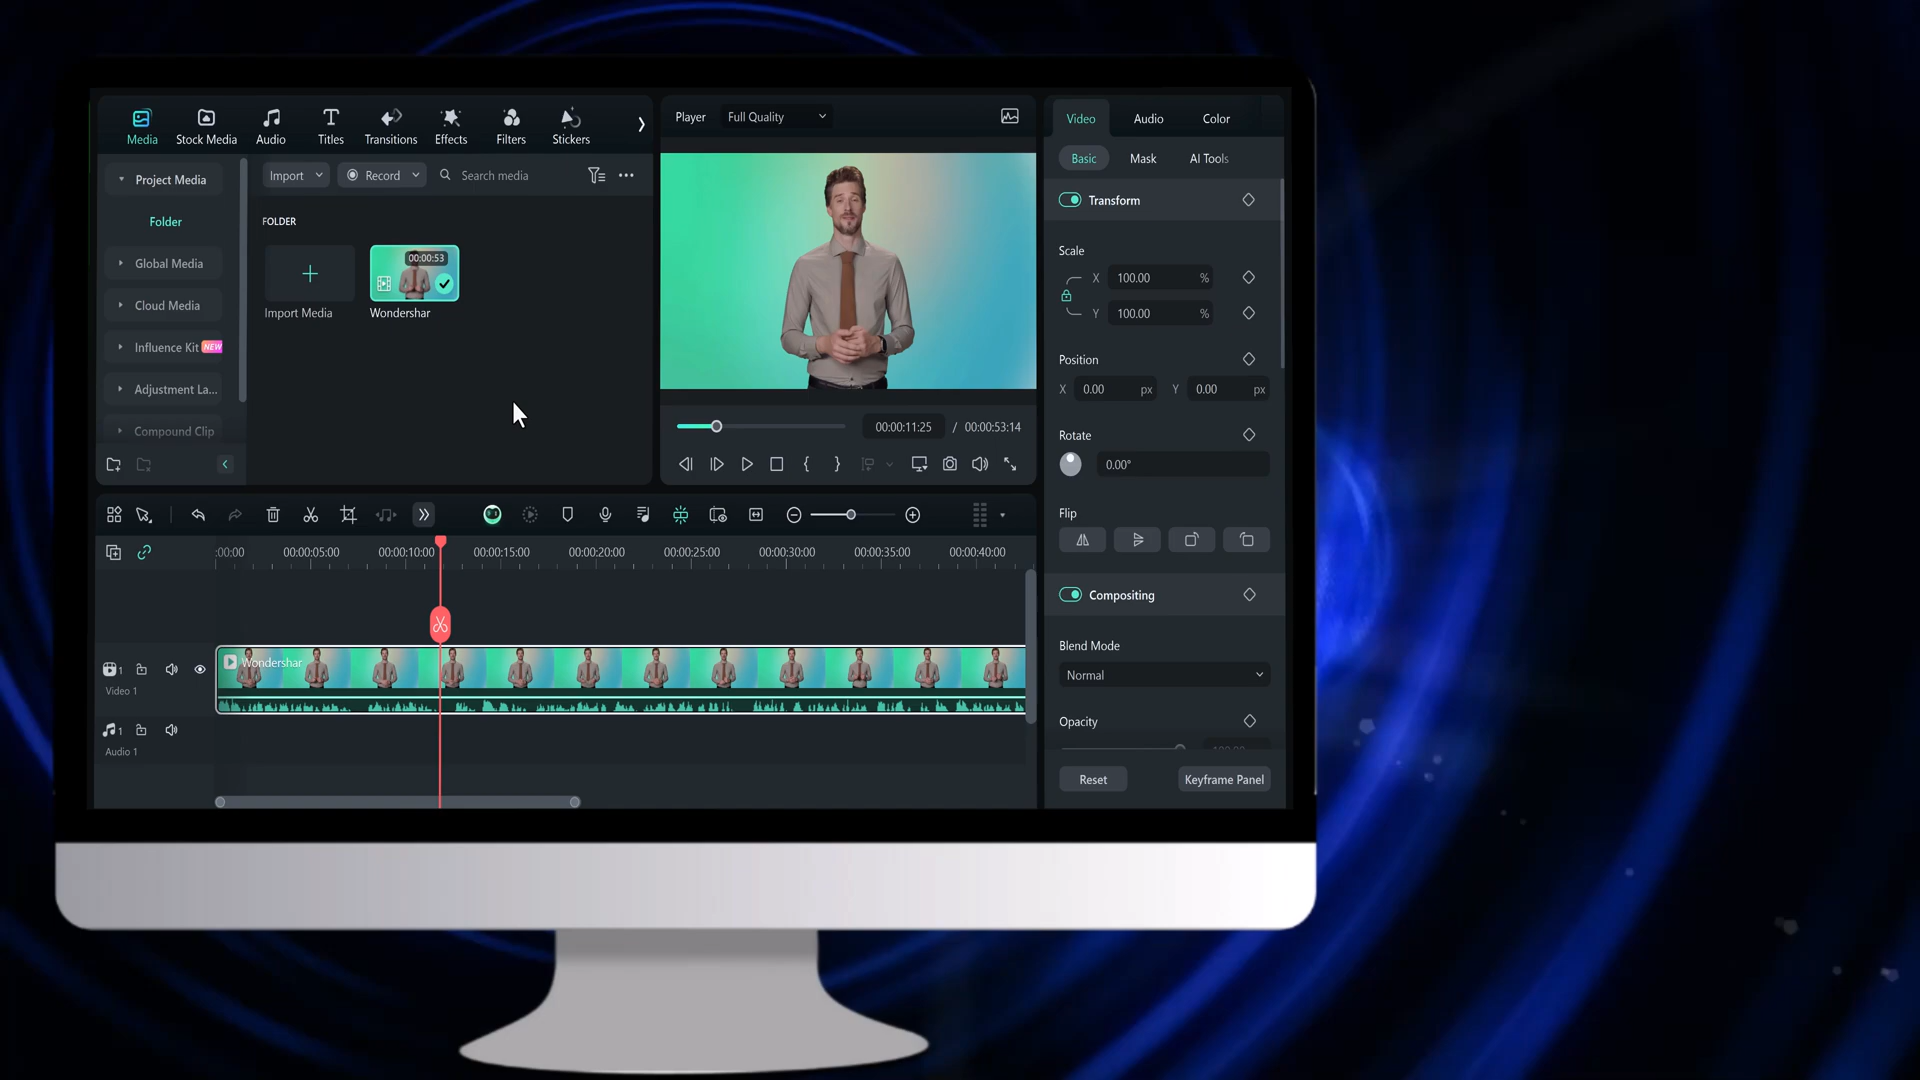 Media
Stock Media
Audio
Titles
Transitions
Effects
Filters
Stickers
Player
Full Quality
Video
Audio
Color
Basic
Mask
AI Tools
Project Media
Folder
Global Media
Cloud Media
Influence Kit NEW
Adjustment La...
Compound Clip
Import
Record
Search media
FOLDER
00:00:53
Import Media
Wondershar
00:00:11:25 / 00:00:53:14
Transform
Scale
X 100.00 %
Y 100.00 %
Position
X 0.00 px Y 0.00 px
Rotate
0.00°
Flip
Compositing
Blend Mode
Normal
Opacity
100.00
Reset
Keyframe Panel
:00:00 00:00:05:00 00:00:10:00 00:00:15:00 00:00:20:00 00:00:25:00 00:00:30:00 00:00:35:00 00:00:40:00
Wondershar
1
Video 1
1
Audio 1